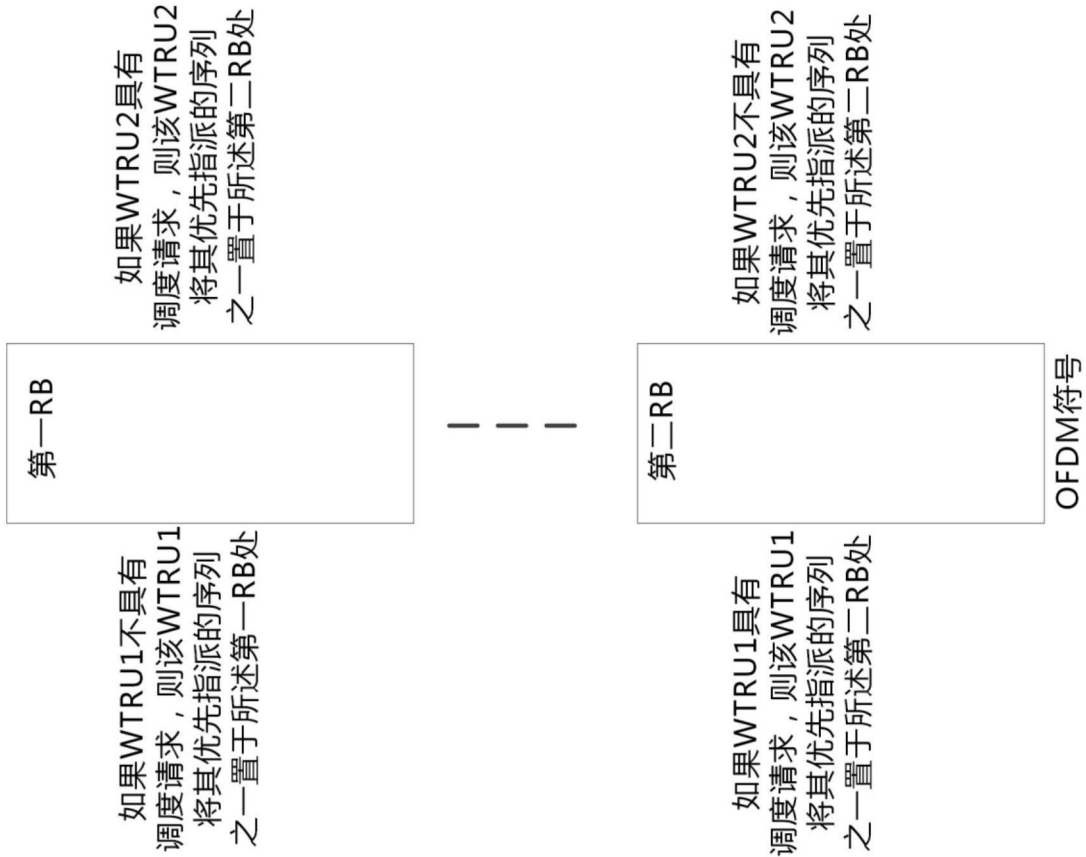 如果WTRU1不具有
调度请求，则该WTRU1
将其优先指派的序列
之一置于所述第一RB处
第一RB
如果WTRU2具有
调度请求，则该WTRU2
将其优先指派的序列
之一置于所述第二RB处
如果WTRU1具有
调度请求，则该WTRU1
将其优先指派的序列
之一置于所述第二RB处
第二RB
如果WTRU2不具有
调度请求，则该WTRU2
将其优先指派的序列
之一置于所述第二RB处
OFDM符号